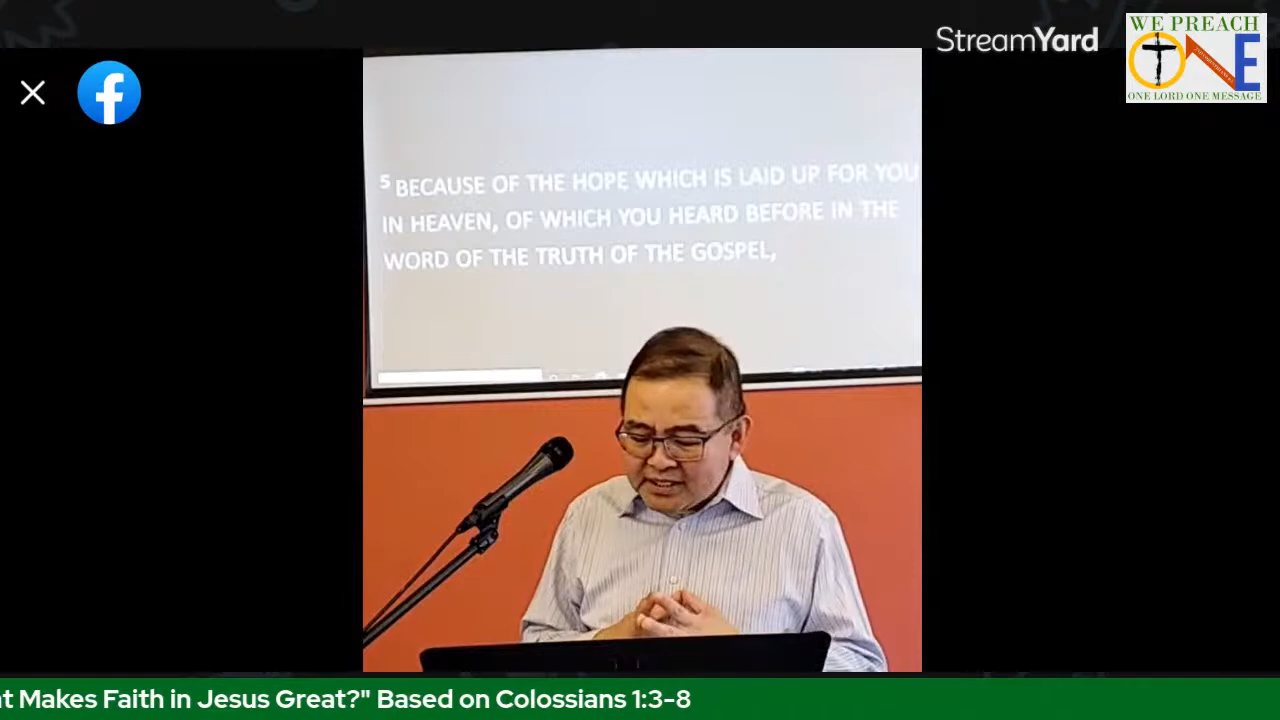 StreamYard
WE PREACH
ONE
ONE LORD ONE MESSAGE
5 BECAUSE OF THE HOPE WHICH IS LAID UP FOR YOU
IN HEAVEN, OF WHICH YOU HEARD BEFORE IN THE
WORD OF THE TRUTH OF THE GOSPEL,
at Makes Faith in Jesus Great?" Based on Colossians 1:3-8